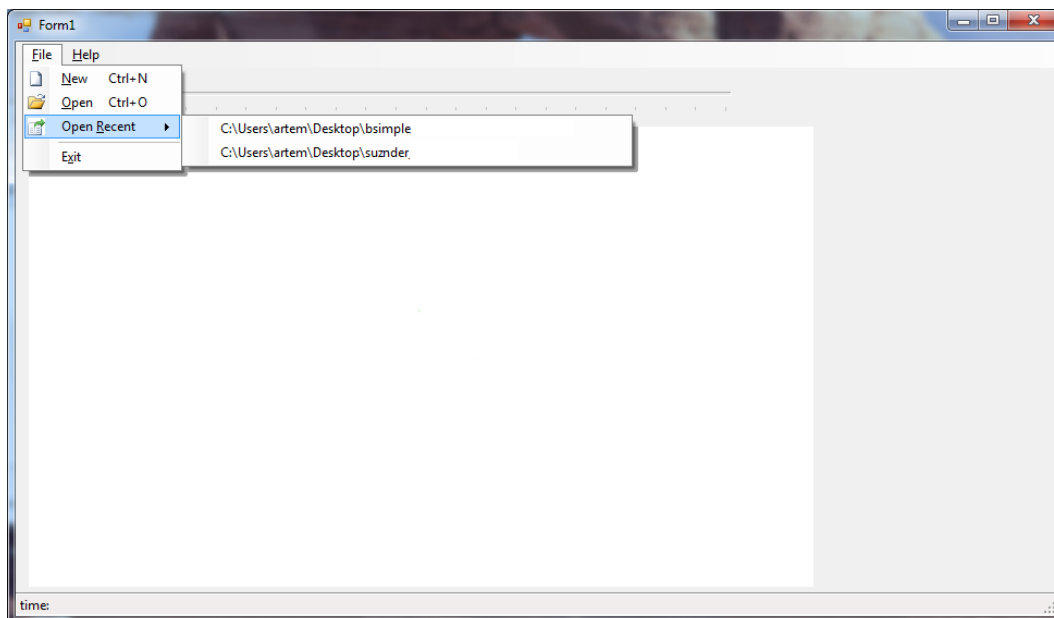 Form1
File Help
New Ctrl+N
Open Ctrl+O
Open Recent
C:\Users\artem\Desktop\bsimple
C:\Users\artem\Desktop\suznder
Exit
time: